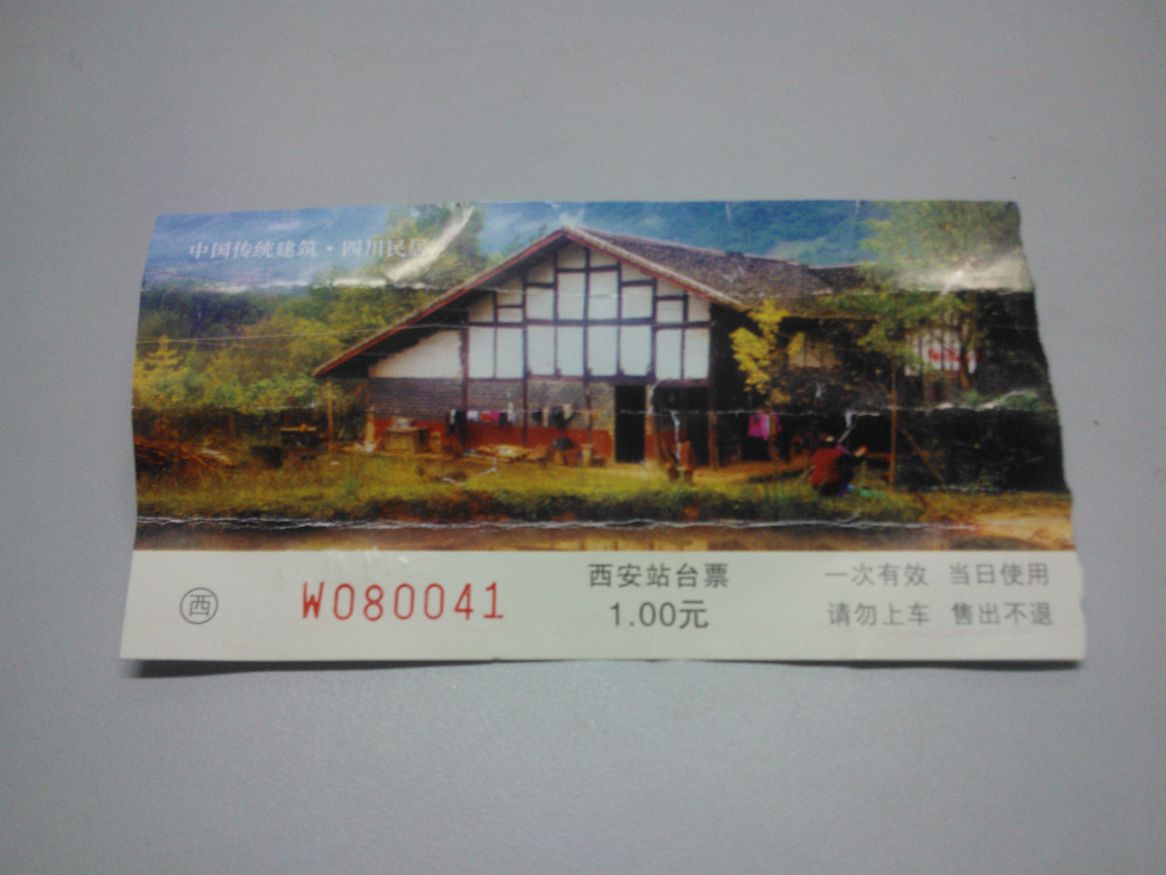 中国传统建筑·四川民居
西
W080041
西安站台票
1.00元
一次有效 当日使用
请勿上车 售出不退